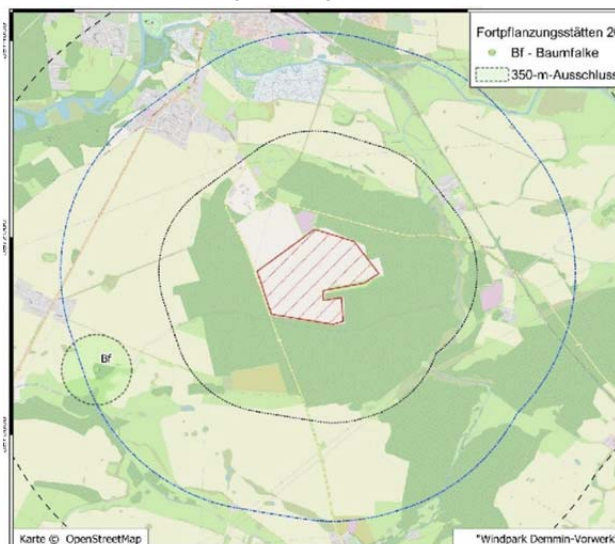 Fortpflanzungsstätten 20
Bf - Baumfalke
350-m-Ausschluss
Bf
Karte © OpenStreetMap
"Windpark Demmin-Vorwerk